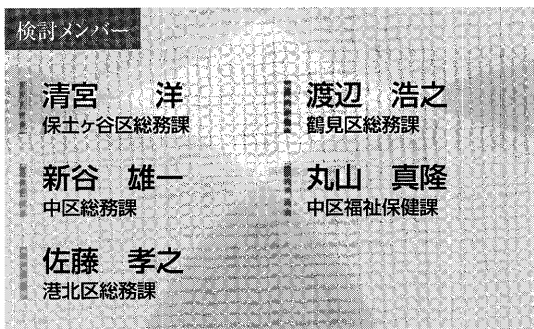 検討メンバー
清宮　洋
保土ヶ谷区総務課
渡辺　浩之
鶴見区総務課
新谷　雄一
中区総務課
丸山　真隆
中区福祉保健課
佐藤　孝之
港北区総務課